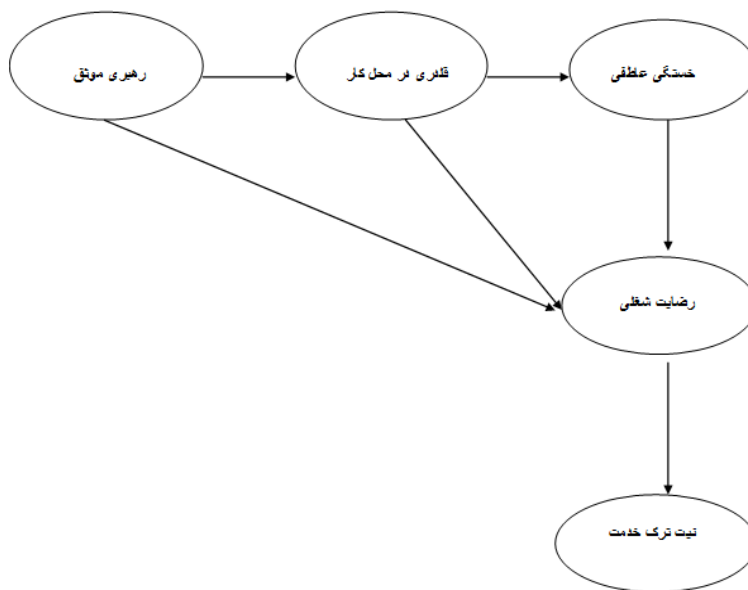 رهبری موثق
قلدری در محل کار
خستگی عاطفی
رضایت شغلی
نیت ترک خدمت